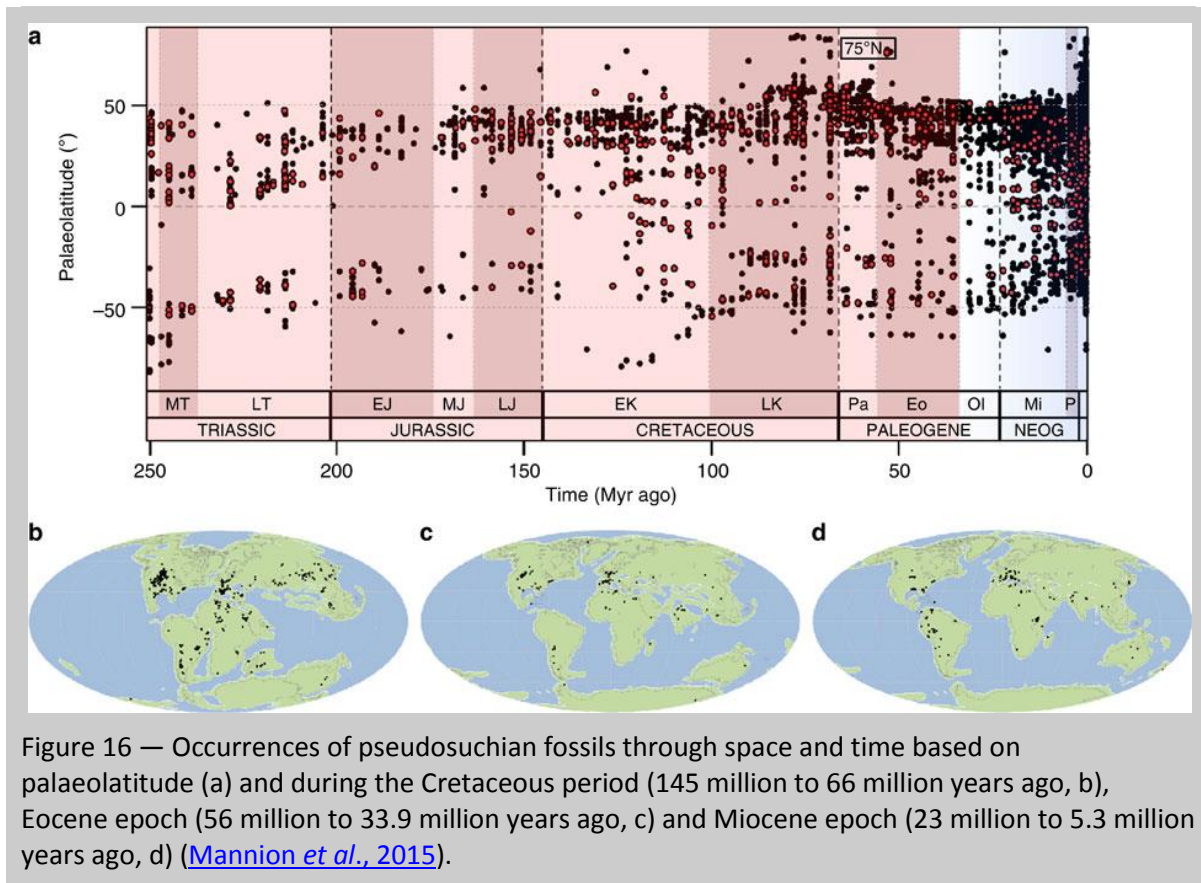 a
75°N
50
0
−50
Palaeolatitude (°)
MT LT EJ MJ LJ EK LK Pa Eo Ol Mi P
TRIASSIC JURASSIC CRETACEOUS PALEOGENE NEOG
250 200 150 100 50 0
Time (Myr ago)
b c d
Figure 16 — Occurrences of pseudosuchian fossils through space and time based on
palaeolatitude (a) and during the Cretaceous period (145 million to 66 million years ago, b),
Eocene epoch (56 million to 33.9 million years ago, c) and Miocene epoch (23 million to 5.3 million
years ago, d) (Mannion et al., 2015).